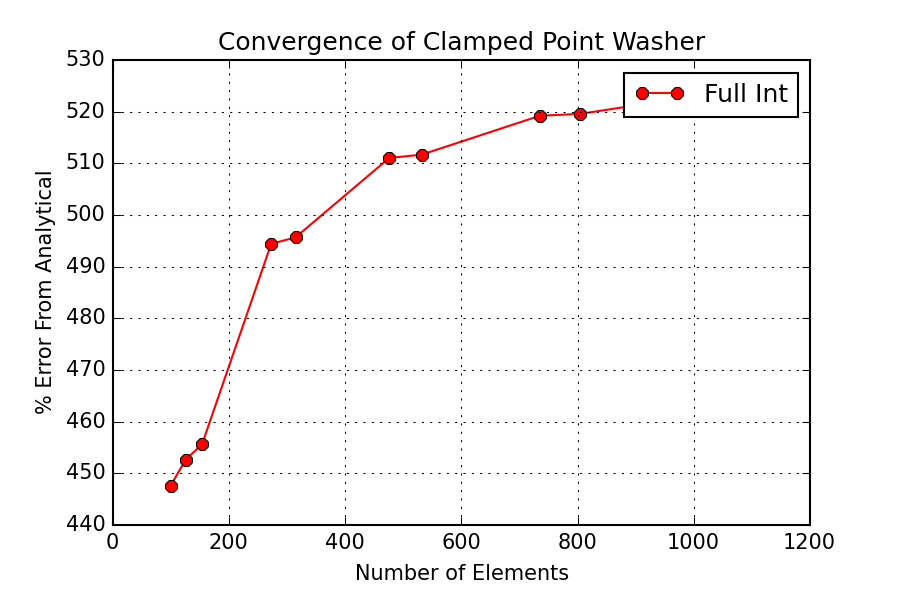 Convergence of Clamped Point Washer
530
520
510
500
490
480
470
460
450
440
% Error From Analytical
Full Int
0 200 400 600 800 1000 1200
Number of Elements